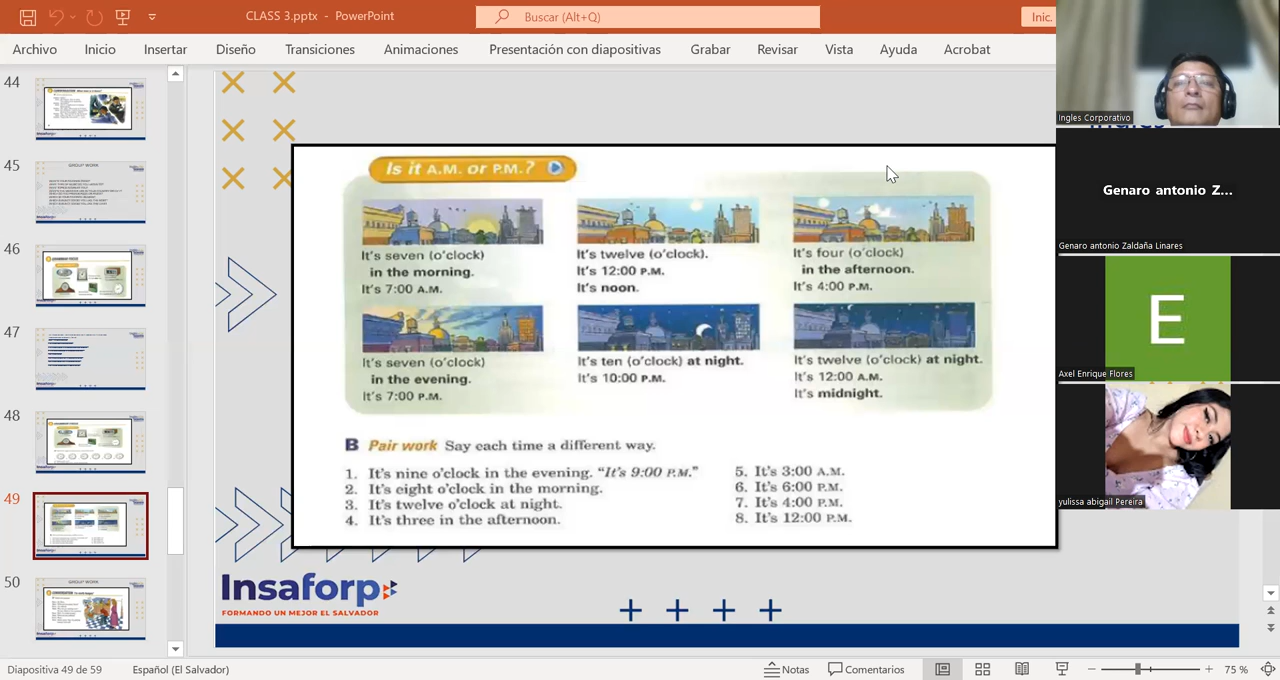 CLASS 3.pptx - PowerPoint
Buscar (Alt+Q)
Inic.
Archivo Inicio Insertar Diseño Transiciones Animaciones Presentación con diapositivas Grabar Revisar Vista Ayuda Acrobat
44
45
GROUP WORK
46
47
48
49
50
GROUP WORK
Is it A.M. or P.M.?
It's seven (o'clock)
in the morning.
It's 7:00 A.M.
It's twelve (o'clock).
It's 12:00 P.M.
It's noon.
It's four (o'clock)
in the afternoon.
It's 4:00 P.M.
It's seven (o'clock)
in the evening.
It's 7:00 P.M.
It's ten (o'clock) at night.
It's 10:00 P.M.
It's twelve (o'clock) at night.
It's 12:00 A.M.
It's midnight.
B Pair work Say each time a different way.
1. It's nine o'clock in the evening. "It's 9:00 P.M."
2. It's eight o'clock in the morning.
3. It's twelve o'clock at night.
4. It's three in the afternoon.
5. It's 3:00 A.M.
6. It's 6:00 P.M.
7. It's 4:00 P.M.
8. It's 12:00 P.M.
Insaforp
FORMANDO UN MEJOR EL SALVADOR
Ingles Corporativo
Genaro antonio Z...
Genaro antonio Zaldaña Linares
E
Axel Enrique Flores
yulissa abigail Pereira
Diapositiva 49 de 59 Español (El Salvador) Notas Comentarios 75 %